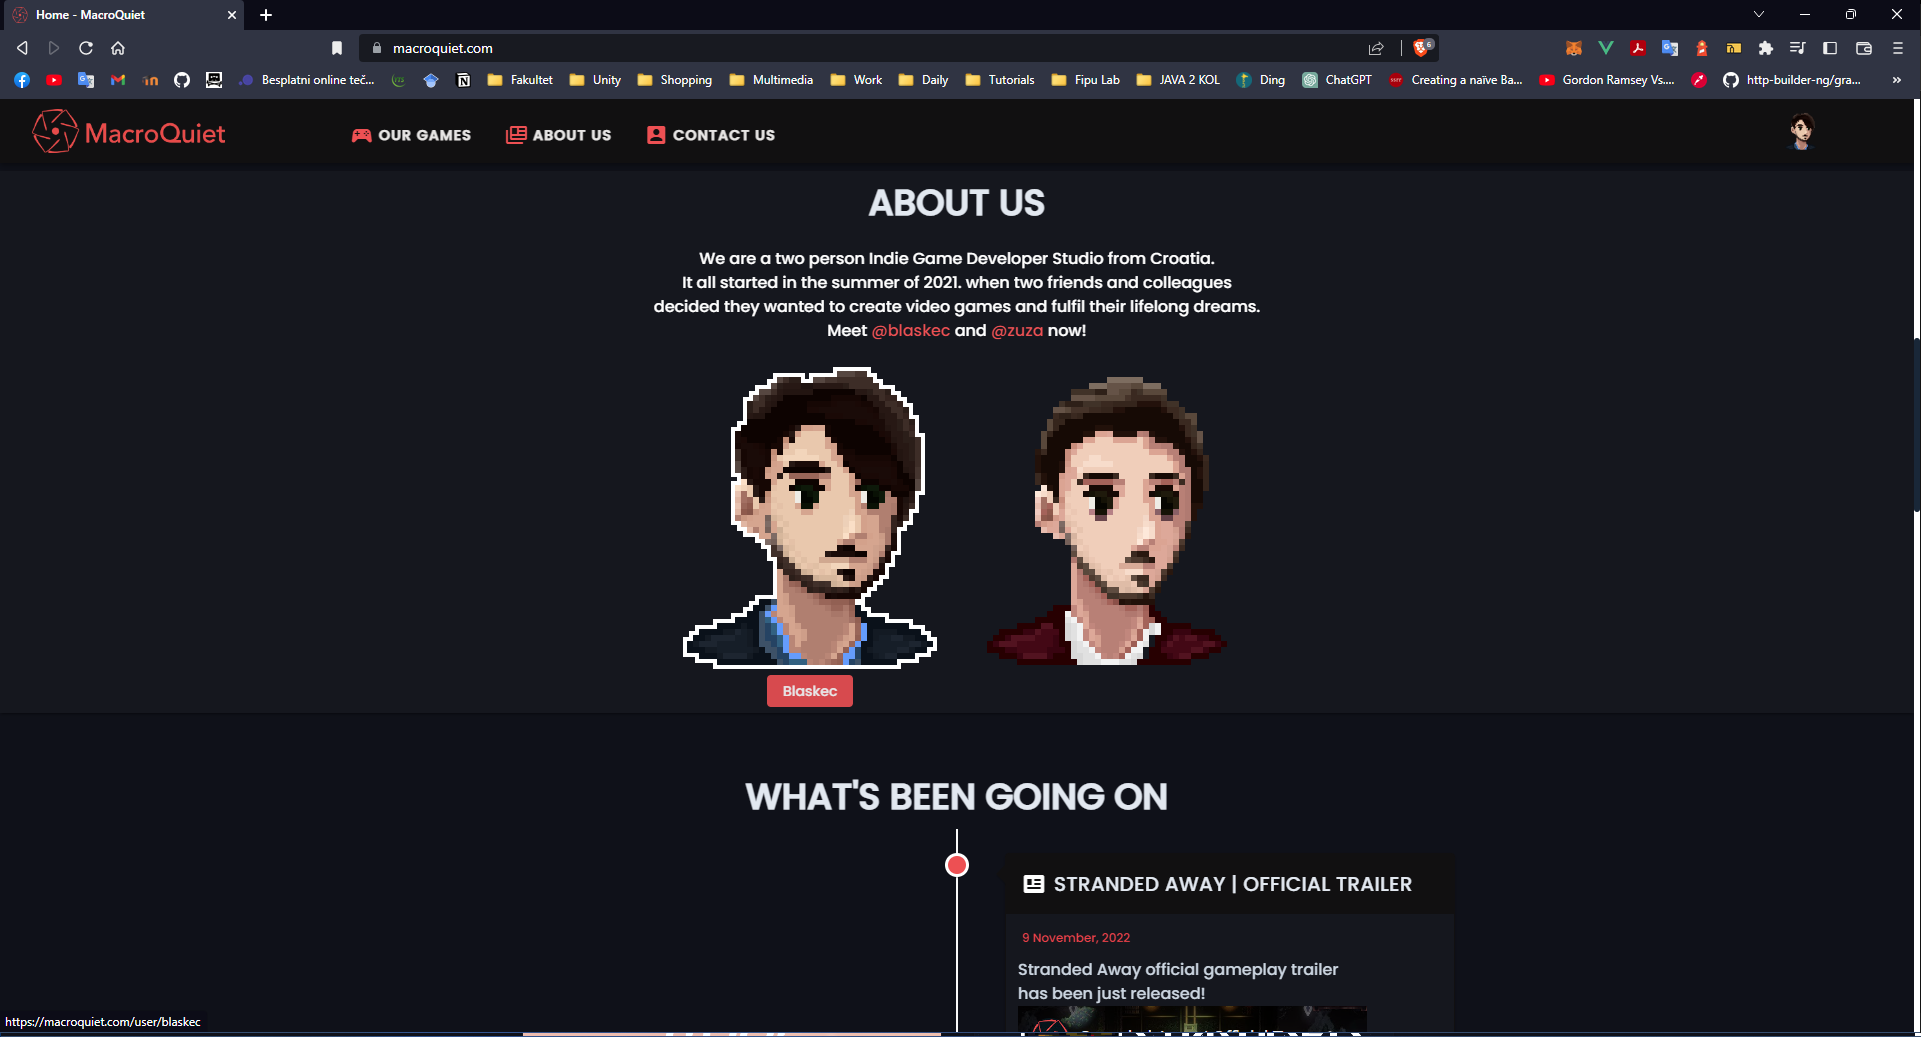 Home - MacroQuiet
macroquiet.com
6
Besplatni online teč...
Fakultet
Unity
Shopping
Multimedia
Work
Daily
Tutorials
Fipu Lab
JAVA 2 KOL
Ding
ChatGPT
Creating a naïve Ba...
Gordon Ramsey Vs....
http-builder-ng/gra...
MacroQuiet
OUR GAMES
ABOUT US
CONTACT US
ABOUT US
We are a two person Indie Game Developer Studio from Croatia.
It all started in the summer of 2021. when two friends and colleagues
decided they wanted to create video games and fulfil their lifelong dreams.
Meet @blaskec and @zuza now!
Blaskec
WHAT'S BEEN GOING ON
STRANDED AWAY | OFFICIAL TRAILER
9 November, 2022
Stranded Away official gameplay trailer
has been just released!
https://macroquiet.com/user/blaskec